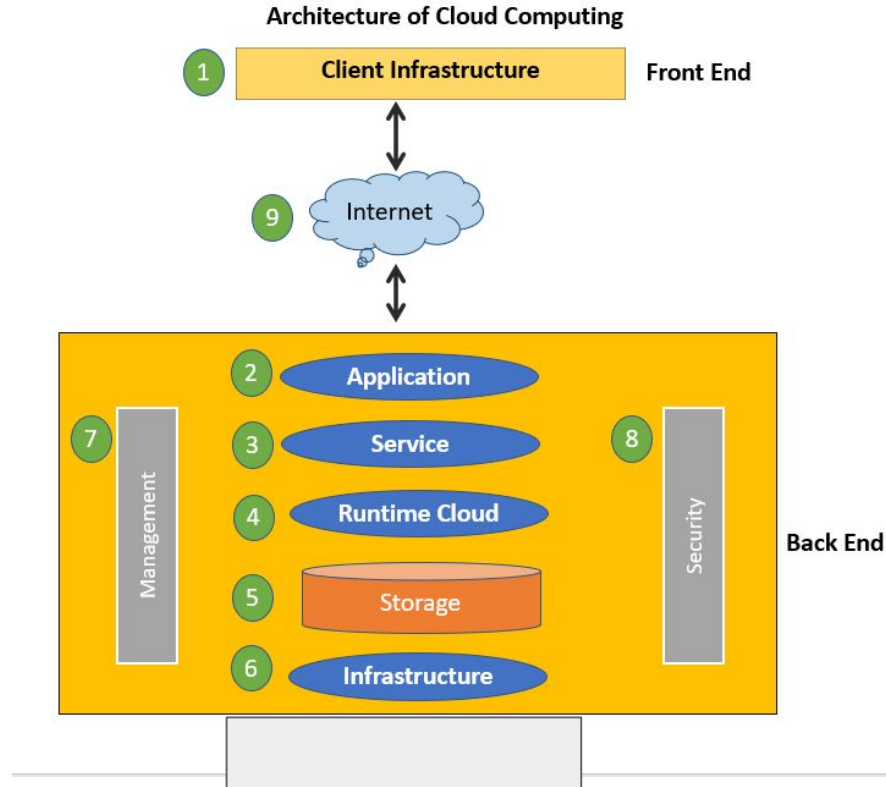 Architecture of Cloud Computing
1
Client Infrastructure
Front End
9
Internet
2
Application
7
Management
3
Service
8
Security
4
Runtime Cloud
Back End
5
Storage
6
Infrastructure